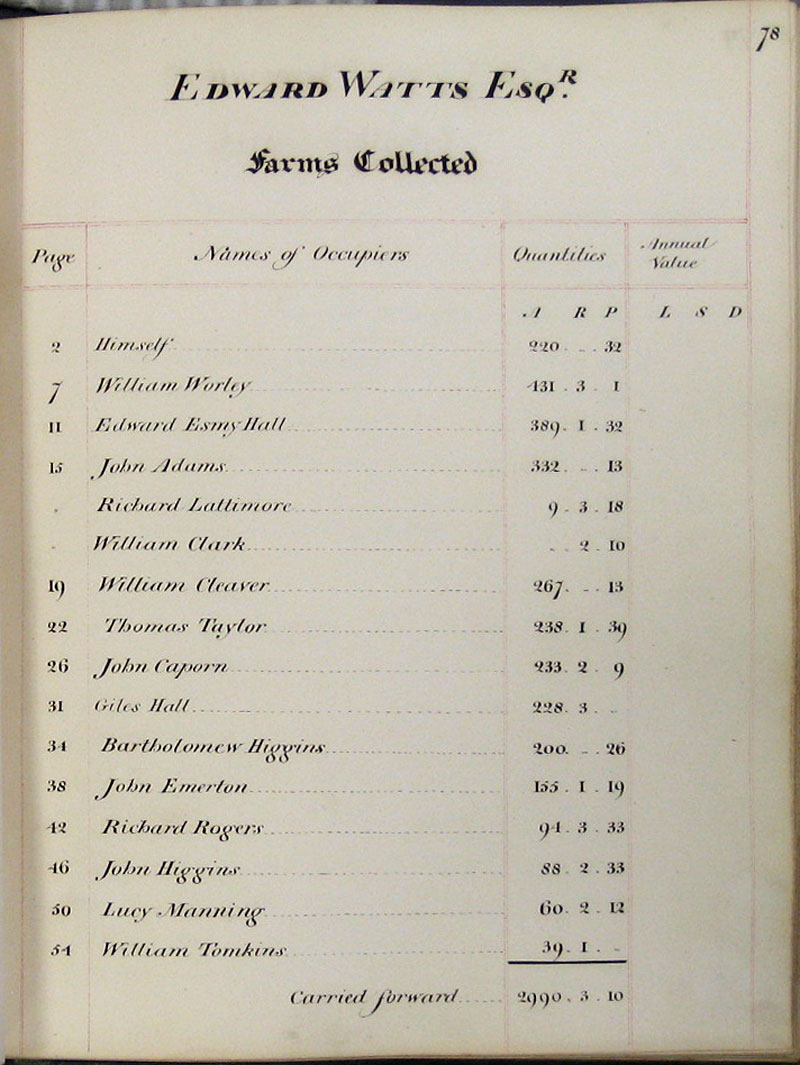 78
Edward Watts Esqr.
Farms Collected
Page Names of Occupiers Quantities Annual Value
A R P L S D
2 Himself 220 . .. 32
7 William Worley 431 . 3 . 1
11 Edward Esmy Hall 389 . 1 . 32
15 John Adams 332 . .. 13
. Richard Lattimore 9 . 3 . 18
. William Clark .. 2 . 10
19 William Cleaver 267 . .. 13
22 Thomas Taylor 238 . 1 . 39
26 John Caporn 233 . 2 . 9
31 Giles Hall 228 . 3 . ..
34 Bartholomew Higgins 200 . .. 26
38 John Emerton 155 . 1 . 19
42 Richard Rogers 94 . 3 . 33
46 John Higgins 88 . 2 . 33
50 Lucy Manning 60 . 2 . 12
54 William Tomkins 39 . 1 . ..
Carried forward 2990 . 3 . 10